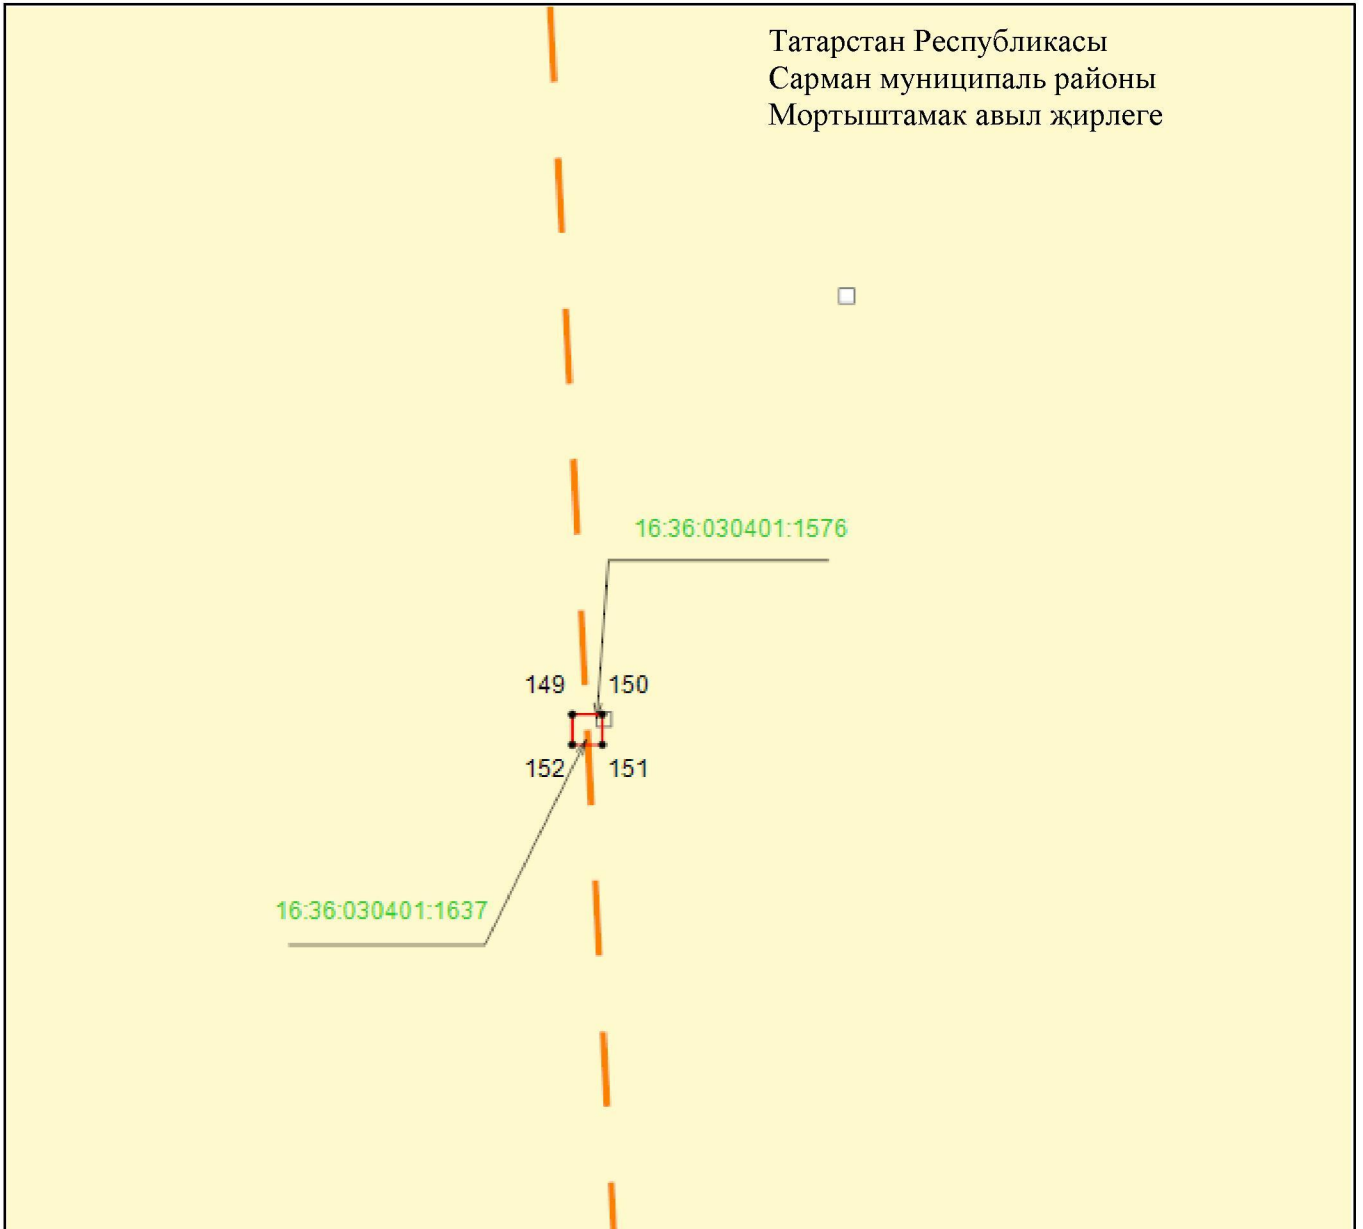 Татарстан Республикасы
Сарман муниципаль районы
Мортыштамак авыл җирлеге
16:36:030401:1576
149 150
152 151
16:36:030401:1637